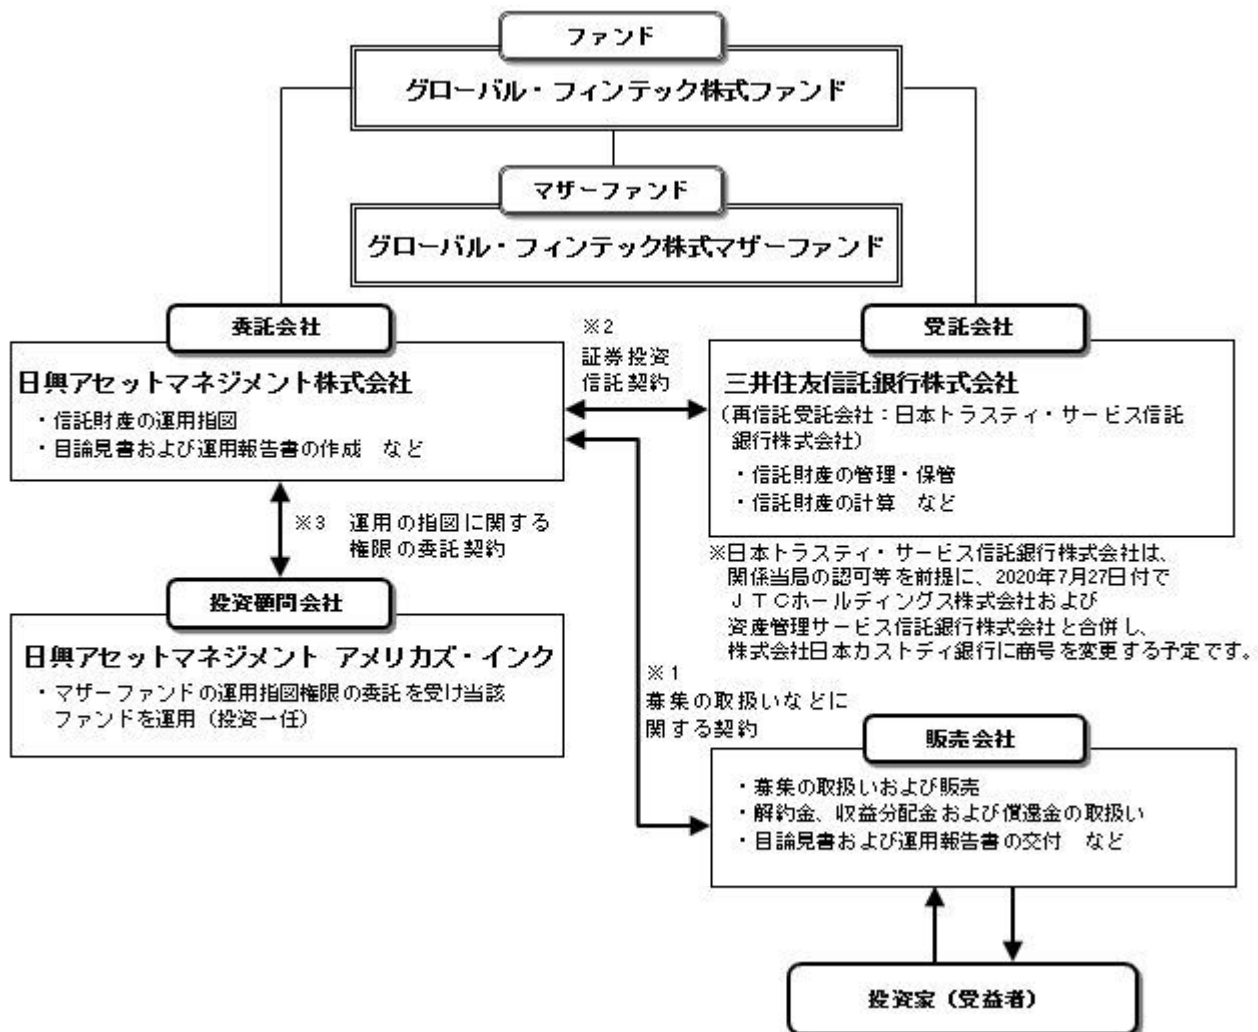 ファンド
グローバル・フィンテック株式ファンド
マザーファンド
グローバル・フィンテック株式マザーファンド
委託会社
日興アセットマネジメント株式会社
・信託財産の運用指図
・目論見書および運用報告書の作成　など
※2
証券投資
信託契約
受託会社
三井住友信託銀行株式会社
(再信託受託会社：日本トラスティ・サービス信託
銀行株式会社)
・信託財産の管理・保管
・信託財産の計算　など
※日本トラスティ・サービス信託銀行株式会社は、
関係当局の認可等を前提に、2020年7月27日付で
ＪＴＣホールディングス株式会社および
資産管理サービス信託銀行株式会社と合併し、
株式会社日本カストディ銀行に商号を変更する予定です。
※3　運用の指図に関する
権限の委託契約
投資顧問会社
日興アセットマネジメント アメリカズ・インク
・マザーファンドの運用指図権限の委託を受け当該
ファンドを運用（投資一任）
※1
募集の取扱いなどに
関する契約
販売会社
・募集の取扱いおよび販売
・解約金、収益分配金および償還金の取扱い
・目論見書および運用報告書の交付　など
投資家（受益者）